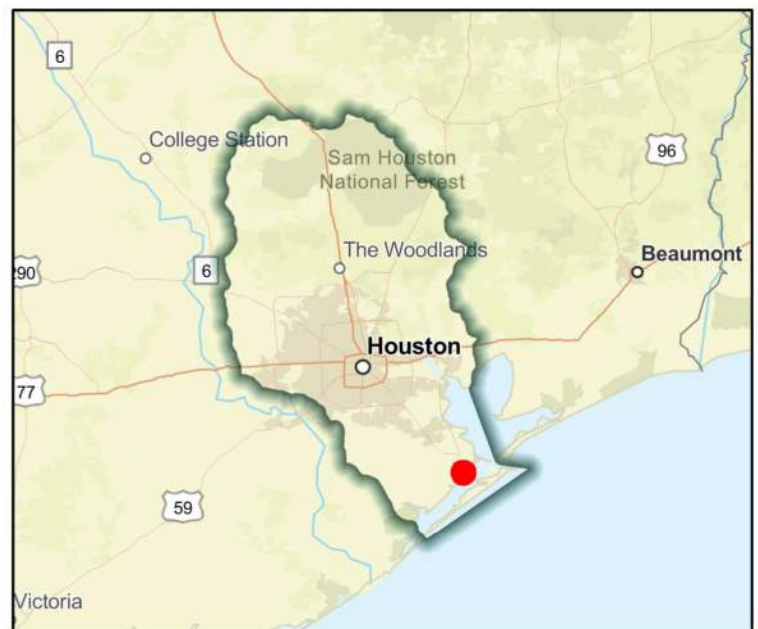 6
College Station
Sam Houston
National Forest
96
The Woodlands
Beaumont
290
6
Houston
77
59
Victoria